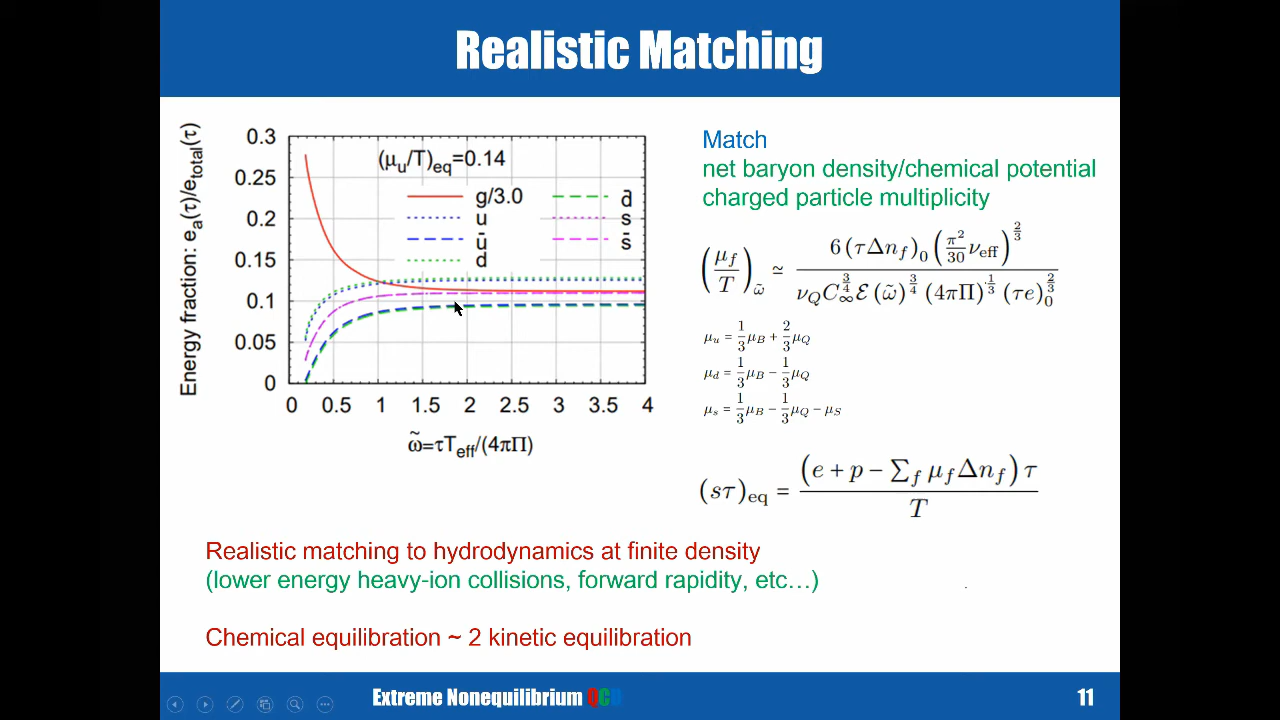 Realistic Matching
Energy fraction: e_a(τ)/e_total(τ)
0.3
0.25
0.2
0.15
0.1
0.05
0
(μ_u/T)_eq=0.14
g/3.0
u
ū
d
d̄
s
s̄
0 0.5 1 1.5 2 2.5 3 3.5 4
ω̃=τT_eff/(4πΠ)
Match
net baryon density/chemical potential
charged particle multiplicity
(μ_f/T)_ω̃ ≃ 6 (τΔn_f)_0 (π²/30 ν_eff)^{2/3} / ν_Q C_∞^{3/4} ℰ(ω̃)^{3/4} (4πΠ)^{1/3} (τe)_0^{2/3}
μ_u = 1/3 μ_B + 2/3 μ_Q
μ_d = 1/3 μ_B − 1/3 μ_Q
μ_s = 1/3 μ_B − 1/3 μ_Q − μ_S
(sτ)_eq = (e + p − ∑_f μ_f Δn_f) τ / T
Realistic matching to hydrodynamics at finite density
(lower energy heavy-ion collisions, forward rapidity, etc…)
Chemical equilibration ~ 2 kinetic equilibration
Extreme Nonequilibrium QCD
11